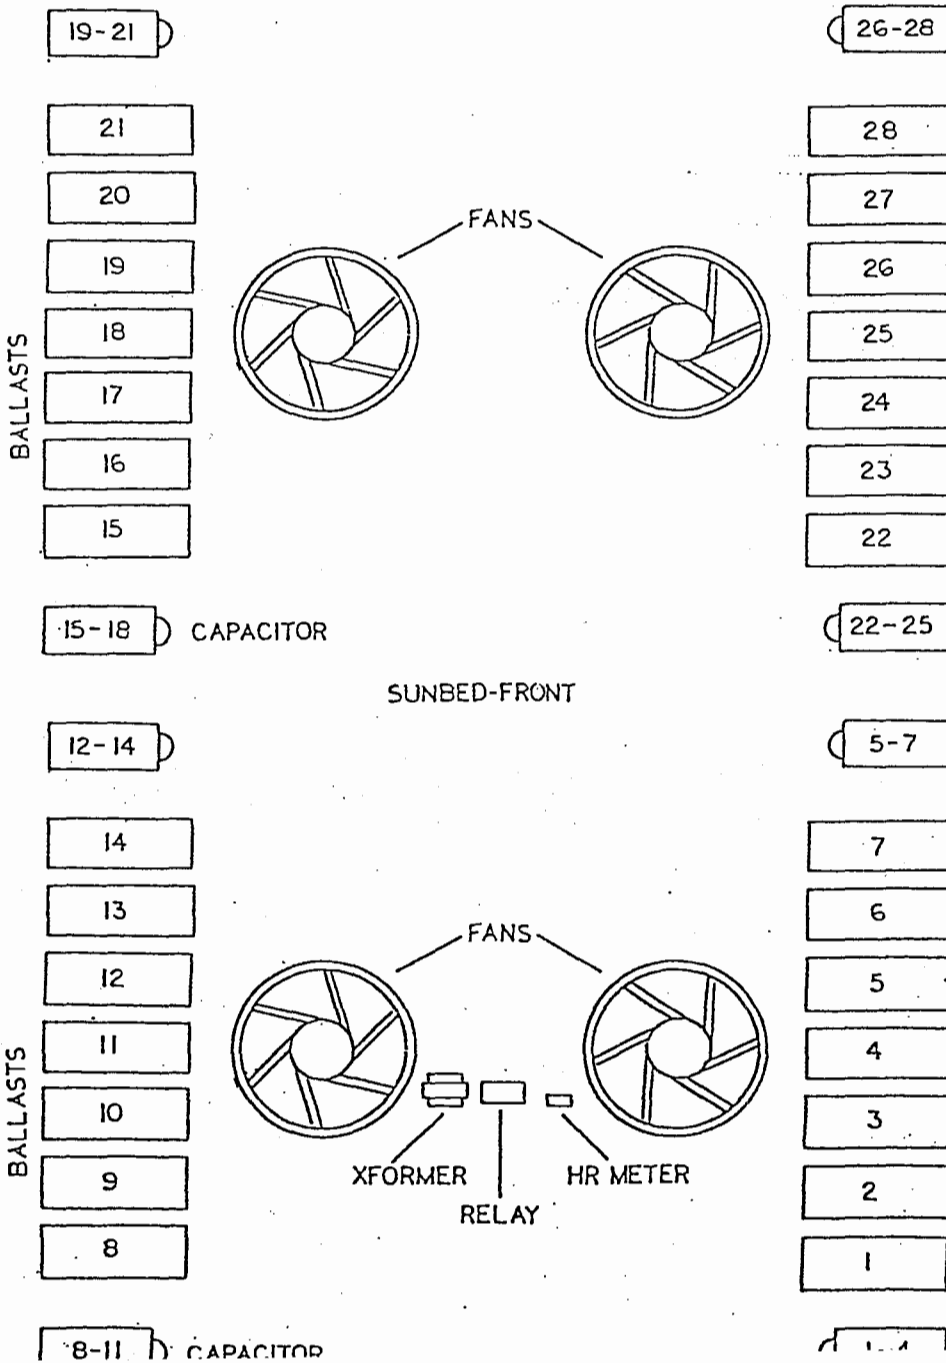 19-21 26-28
21 28
20 27
FANS
19 26
18 25
BALLASTS
17 24
16 23
15 22
15-18 CAPACITOR 22-25
SUNBED-FRONT
12-14 5-7
14 7
13 6
FANS
12 5
11 4
BALLASTS
10 3
XFORMER HR METER
9 2
RELAY
8 1
8-11 CAPACITOR